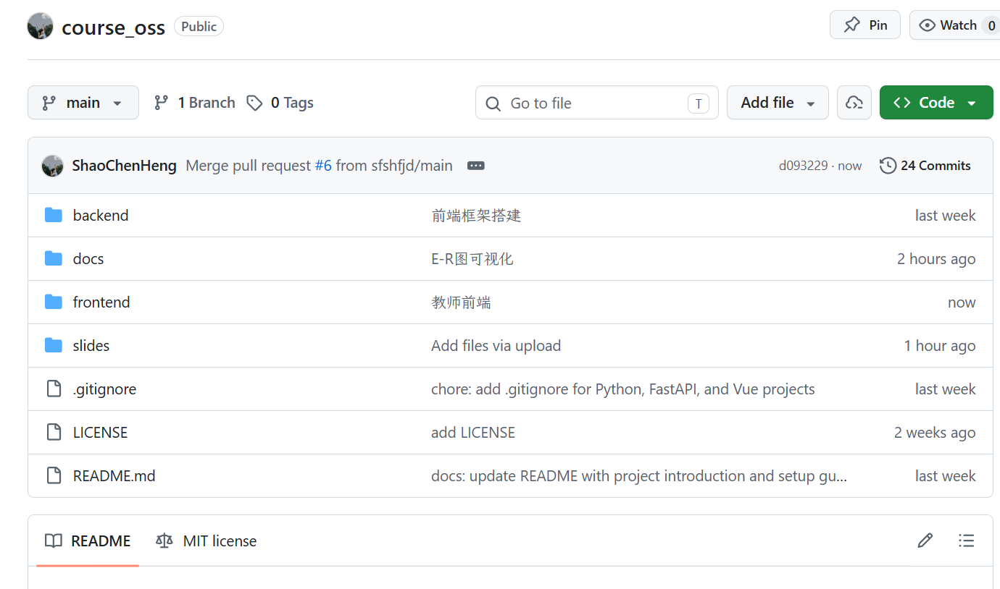 course_oss Public Pin Watch 0
main 1 Branch 0 Tags Go to file T Add file Code
ShaoChenHeng Merge pull request #6 from sfshfjd/main d093229 · now 24 Commits
backend 前端框架搭建 last week
docs E-R图可视化 2 hours ago
frontend 教师前端 now
slides Add files via upload 1 hour ago
.gitignore chore: add .gitignore for Python, FastAPI, and Vue projects last week
LICENSE add LICENSE 2 weeks ago
README.md docs: update README with project introduction and setup gu... last week
README MIT license